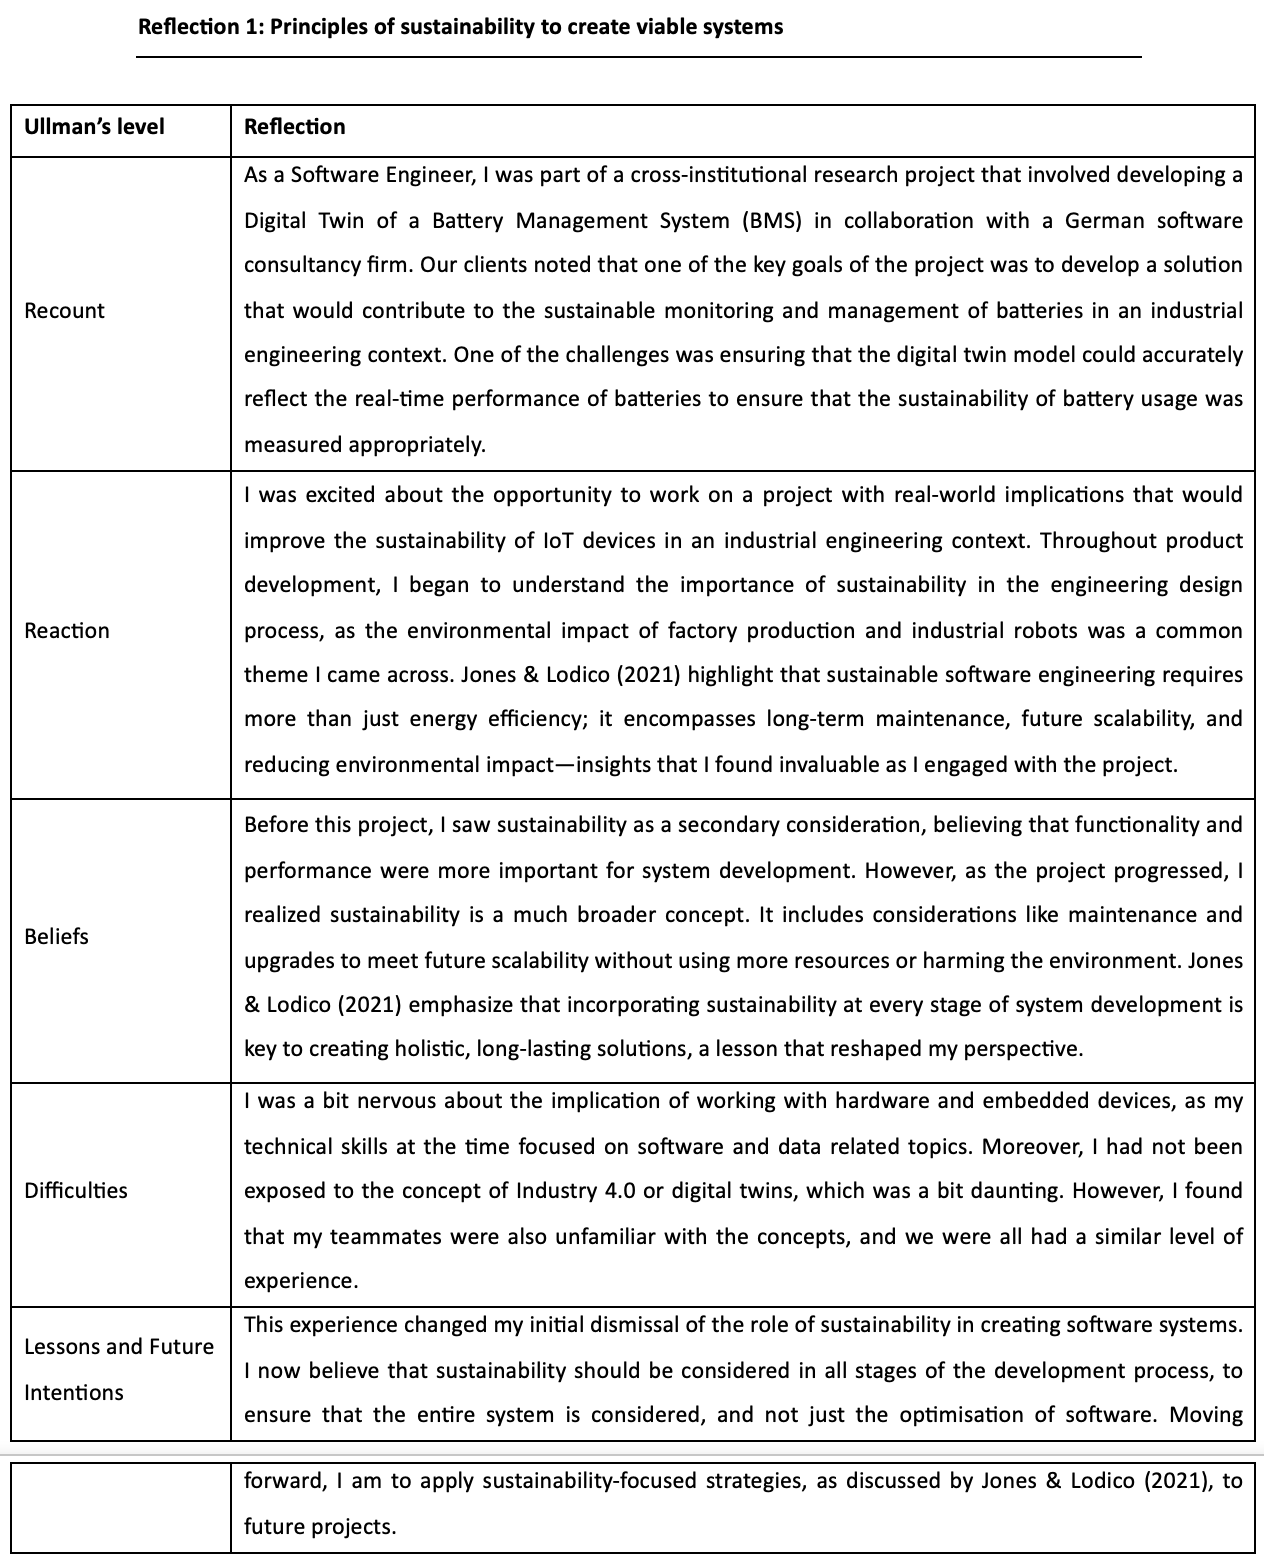 Reflection 1: Principles of sustainability to create viable systems
Ullman’s level
Reflection
Recount
As a Software Engineer, I was part of a cross-institutional research project that involved developing a
Digital Twin of a Battery Management System (BMS) in collaboration with a German software
consultancy firm. Our clients noted that one of the key goals of the project was to develop a solution
that would contribute to the sustainable monitoring and management of batteries in an industrial
engineering context. One of the challenges was ensuring that the digital twin model could accurately
reflect the real-time performance of batteries to ensure that the sustainability of battery usage was
measured appropriately.
Reaction
I was excited about the opportunity to work on a project with real-world implications that would
improve the sustainability of IoT devices in an industrial engineering context. Throughout product
development, I began to understand the importance of sustainability in the engineering design
process, as the environmental impact of factory production and industrial robots was a common
theme I came across. Jones & Lodico (2021) highlight that sustainable software engineering requires
more than just energy efficiency; it encompasses long-term maintenance, future scalability, and
reducing environmental impact—insights that I found invaluable as I engaged with the project.
Beliefs
Before this project, I saw sustainability as a secondary consideration, believing that functionality and
performance were more important for system development. However, as the project progressed, I
realized sustainability is a much broader concept. It includes considerations like maintenance and
upgrades to meet future scalability without using more resources or harming the environment. Jones
& Lodico (2021) emphasize that incorporating sustainability at every stage of system development is
key to creating holistic, long-lasting solutions, a lesson that reshaped my perspective.
Difficulties
I was a bit nervous about the implication of working with hardware and embedded devices, as my
technical skills at the time focused on software and data related topics. Moreover, I had not been
exposed to the concept of Industry 4.0 or digital twins, which was a bit daunting. However, I found
that my teammates were also unfamiliar with the concepts, and we were all had a similar level of
experience.
Lessons and Future
Intentions
This experience changed my initial dismissal of the role of sustainability in creating software systems.
I now believe that sustainability should be considered in all stages of the development process, to
ensure that the entire system is considered, and not just the optimisation of software. Moving
forward, I am to apply sustainability-focused strategies, as discussed by Jones & Lodico (2021), to
future projects.